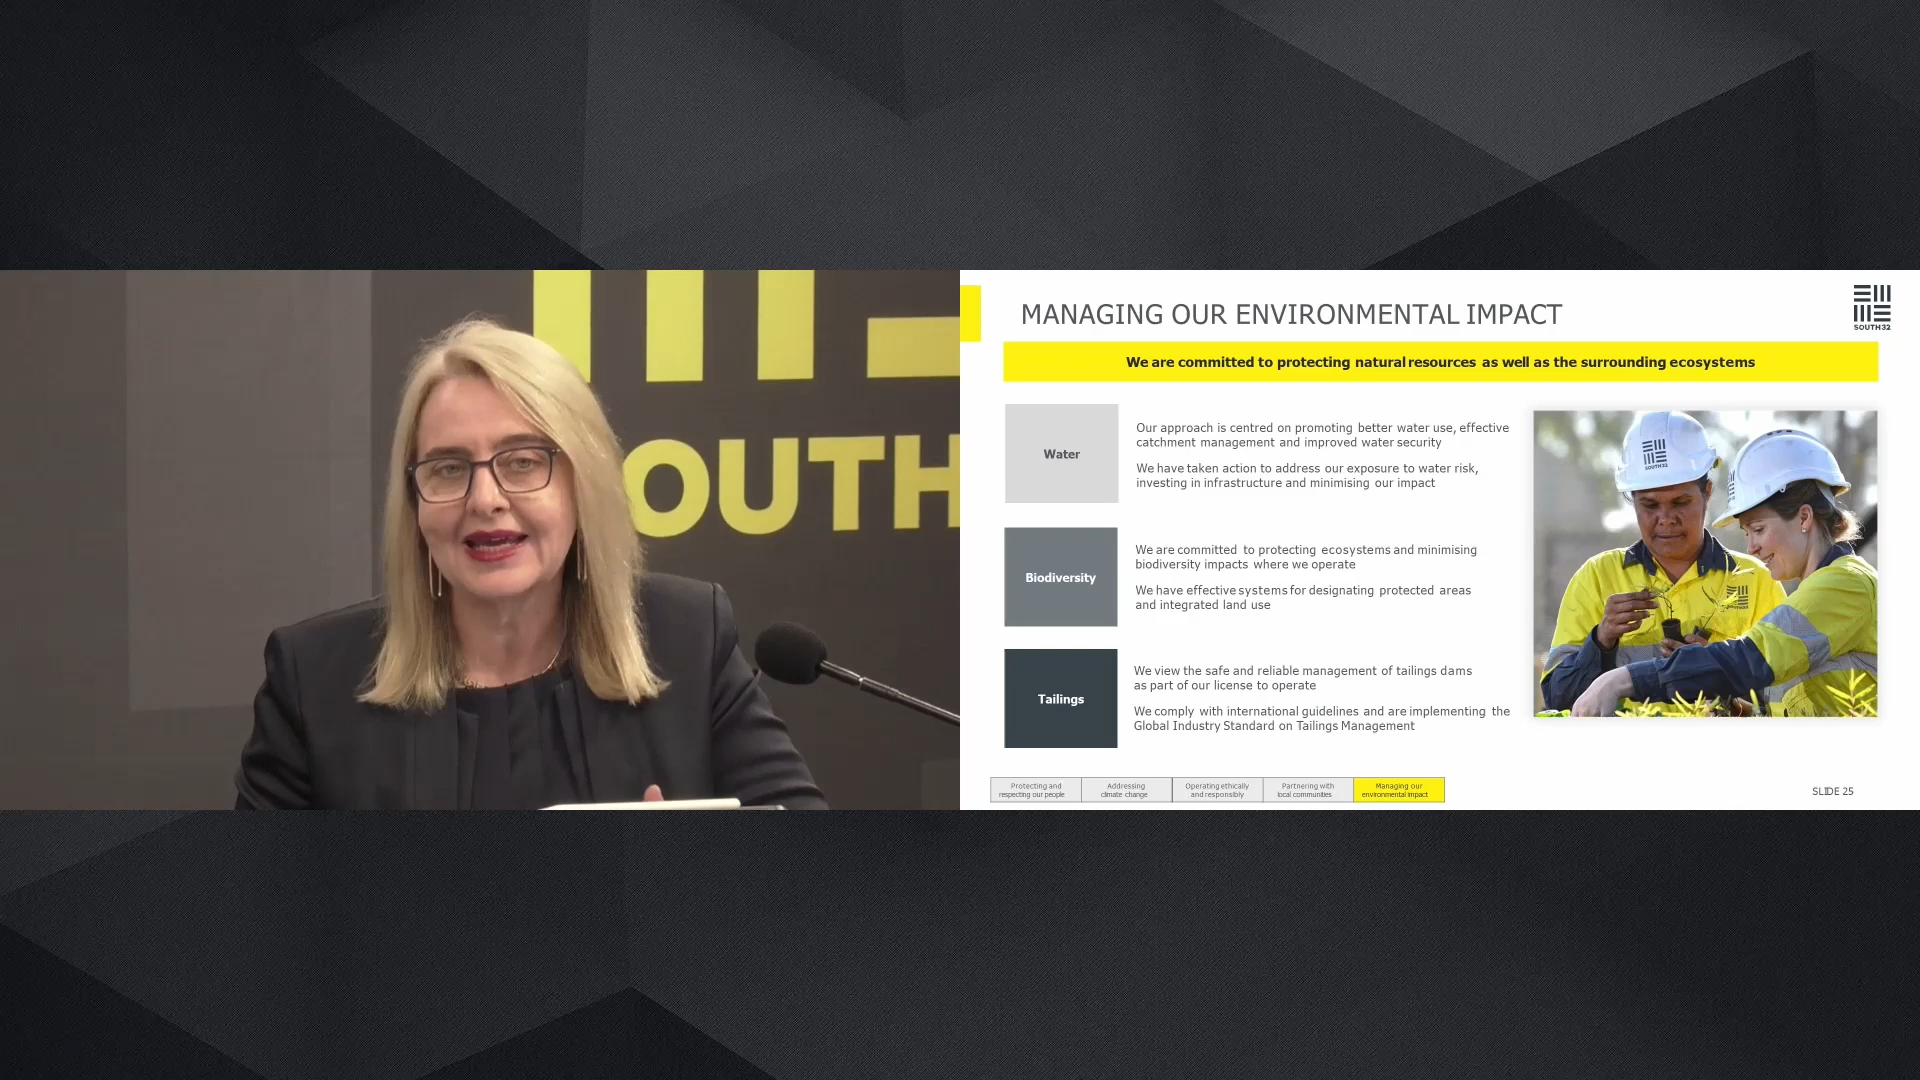 OUTH
MANAGING OUR ENVIRONMENTAL IMPACT
SOUTH32
We are committed to protecting natural resources as well as the surrounding ecosystems
Water
Our approach is centred on promoting better water use, effective
catchment management and improved water security
We have taken action to address our exposure to water risk,
investing in infrastructure and minimising our impact
Biodiversity
We are committed to protecting ecosystems and minimising
biodiversity impacts where we operate
We have effective systems for designating protected areas
and integrated land use
Tailings
We view the safe and reliable management of tailings dams
as part of our license to operate
We comply with international guidelines and are implementing the
Global Industry Standard on Tailings Management
SOUTH32
SOUTH32
Protecting and
respecting our people
Addressing
climate change
Operating ethically
and responsibly
Partnering with
local communities
Managing our
environmental impact
SLIDE 25